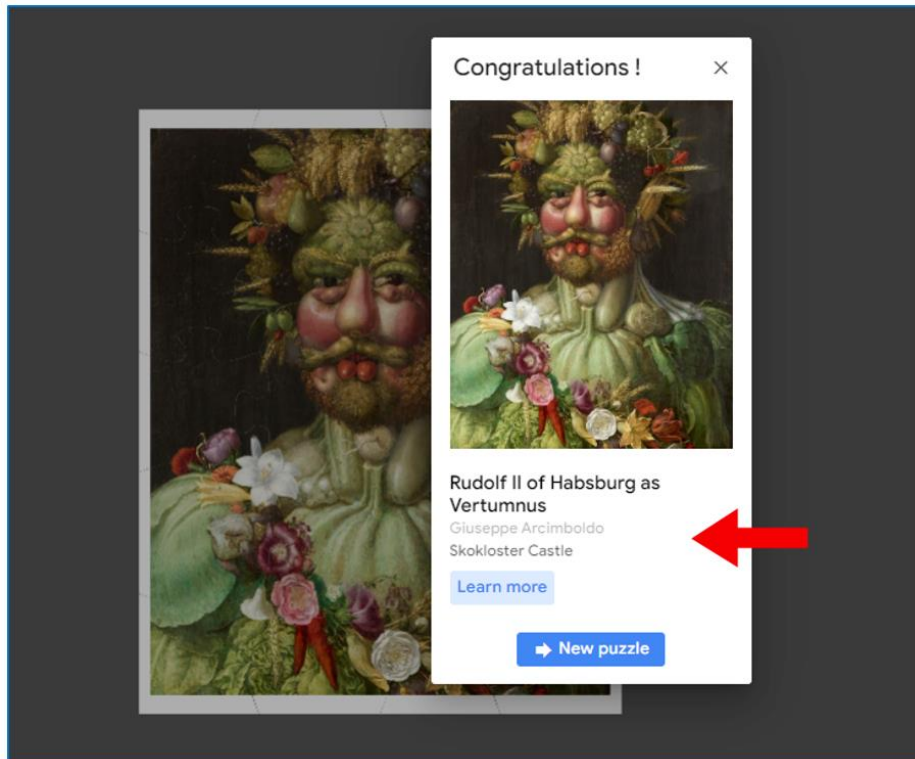 Congratulations !
Rudolf II of Habsburg as
Vertumnus
Giuseppe Arcimboldo
Skokloster Castle
Learn more
New puzzle